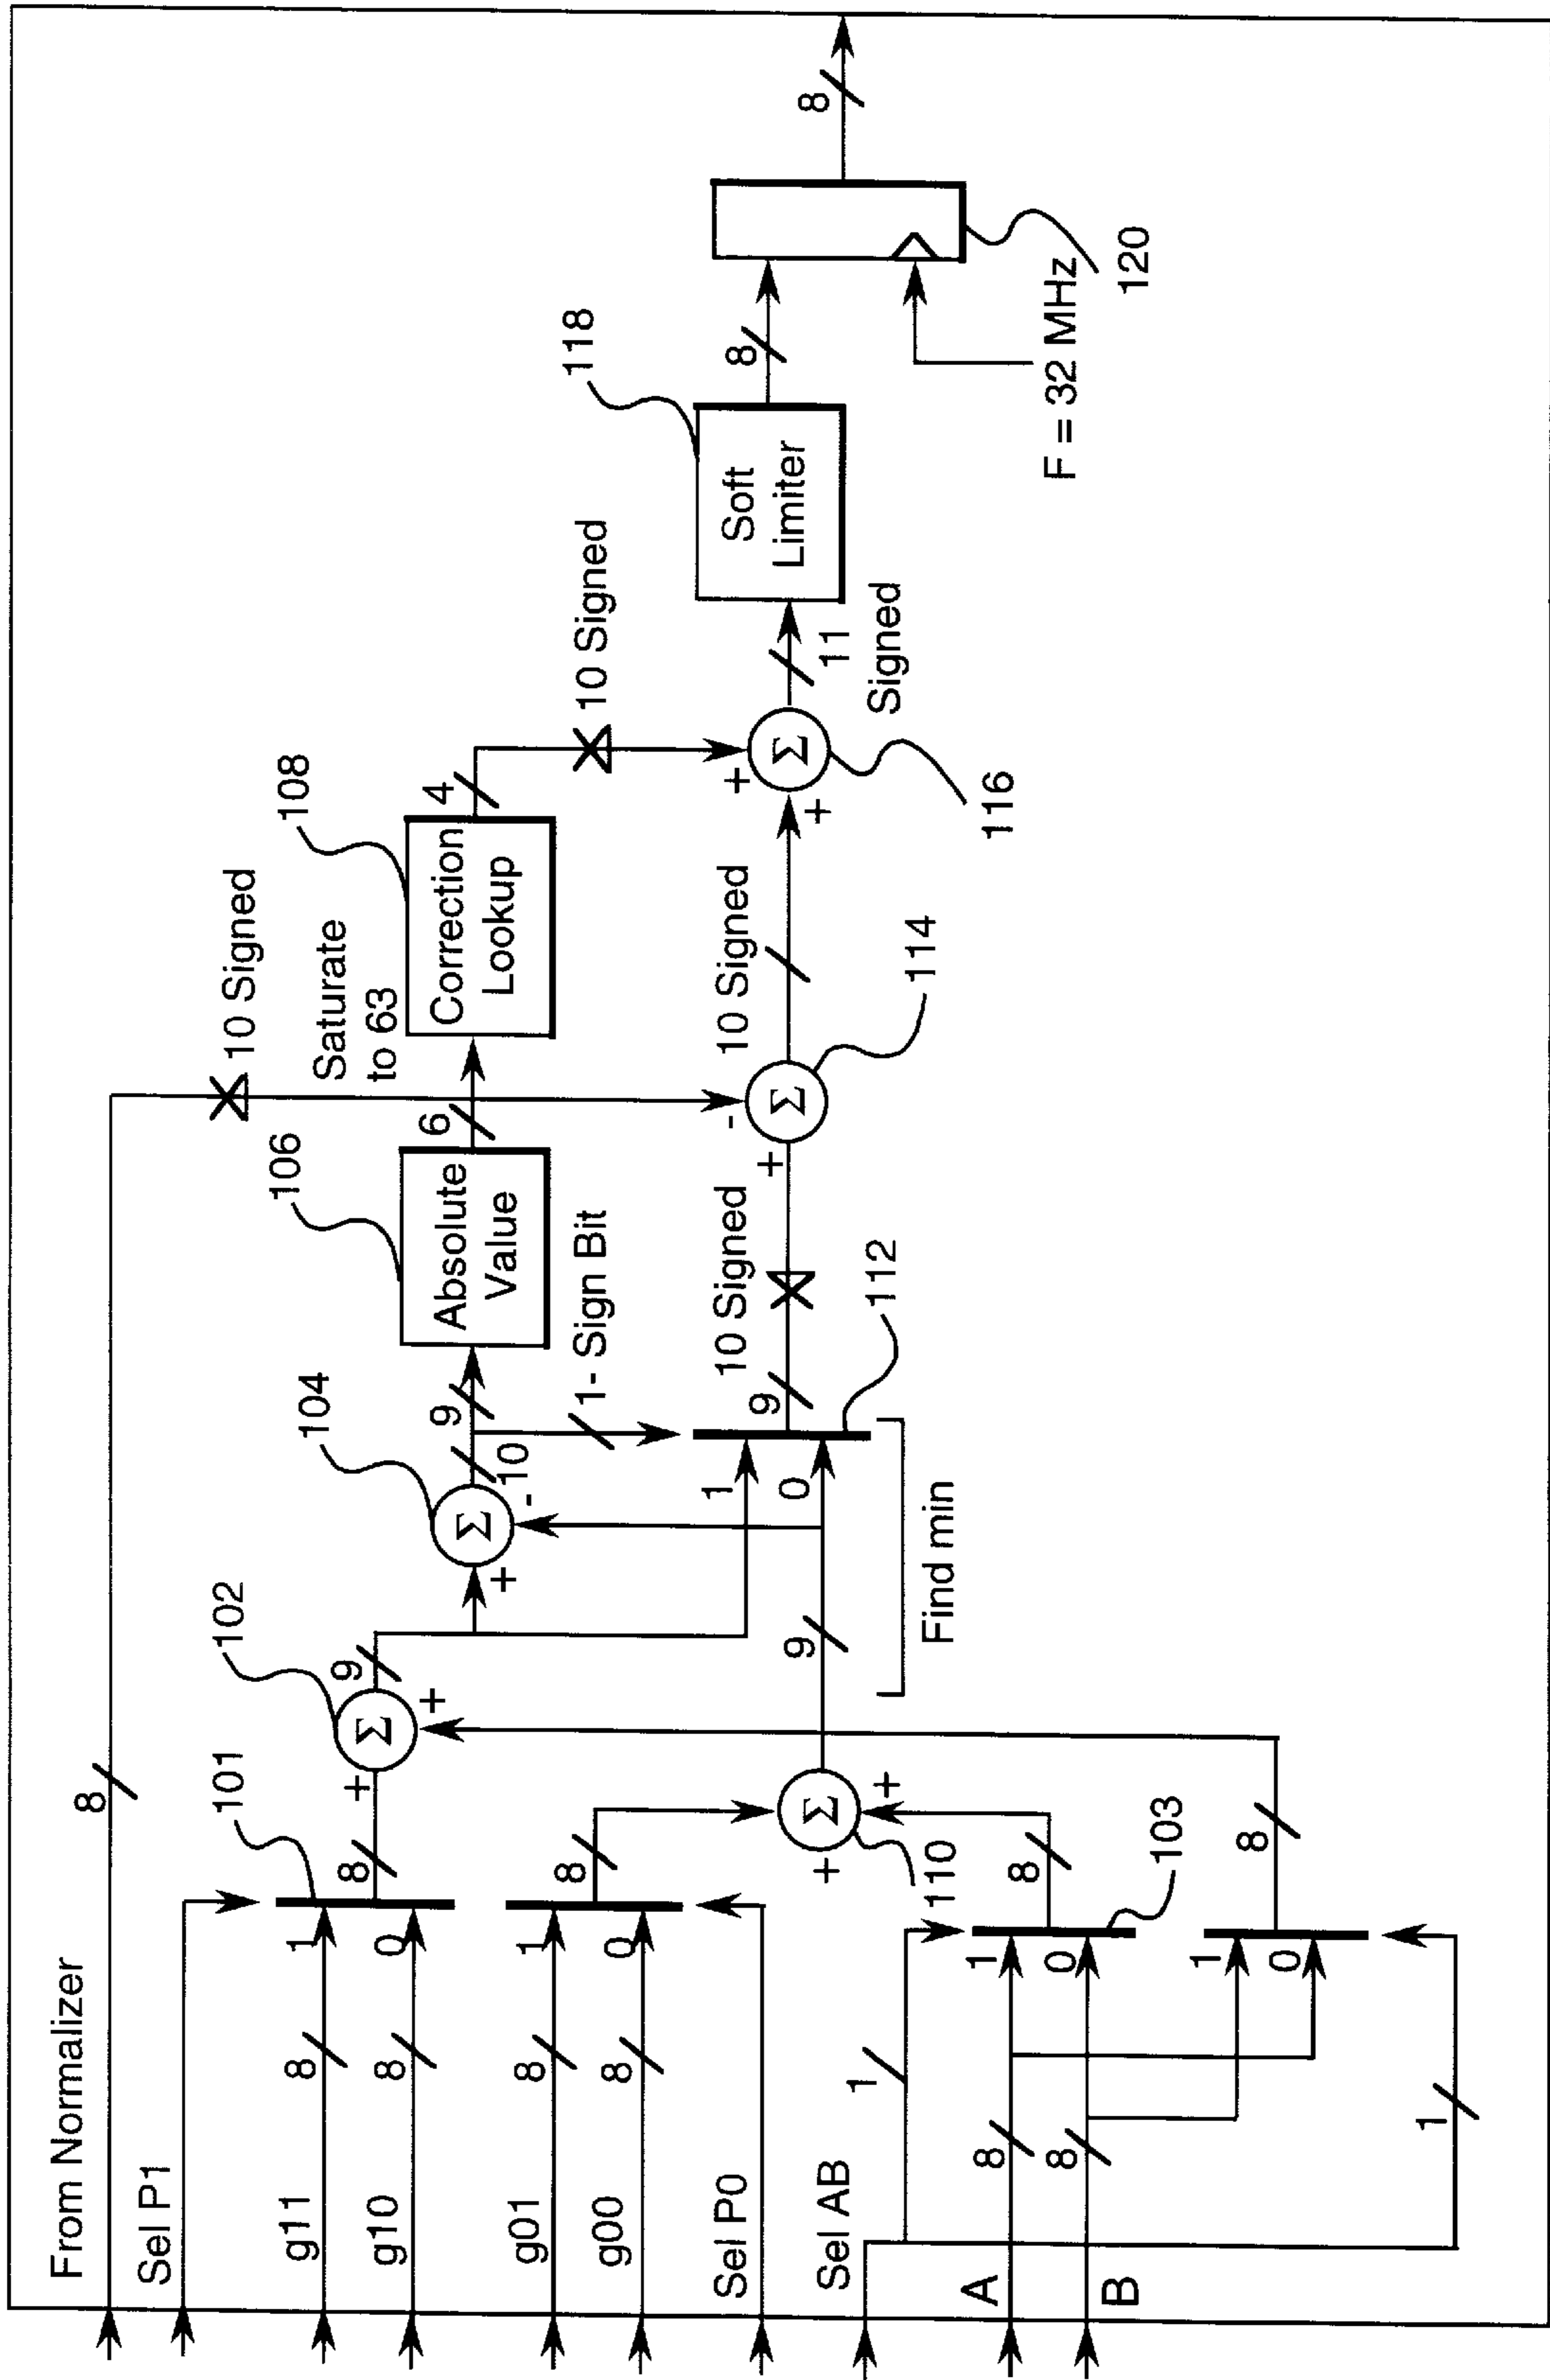 From Normalizer
8
10 Signed
Sel P1
g11
8
1
101
g10
8
0
8
+
102
Σ
+
9
+
104
Σ
-
10
9
1- Sign Bit
106
Absolute
Value
6
Saturate
to 63
108
Correction
Lookup
4
10 Signed
g01
8
1
g00
8
0
8
Sel P0
+
Σ
+
110
9
1
0
Find min
112
9
10 Signed
+
-
Σ
114
10 Signed
+
+
Σ
116
11
Signed
118
Soft
Limiter
8
F = 32 MHz
120
8
Sel AB
1
A
8
1
B
8
0
103
8
1
0
8
1